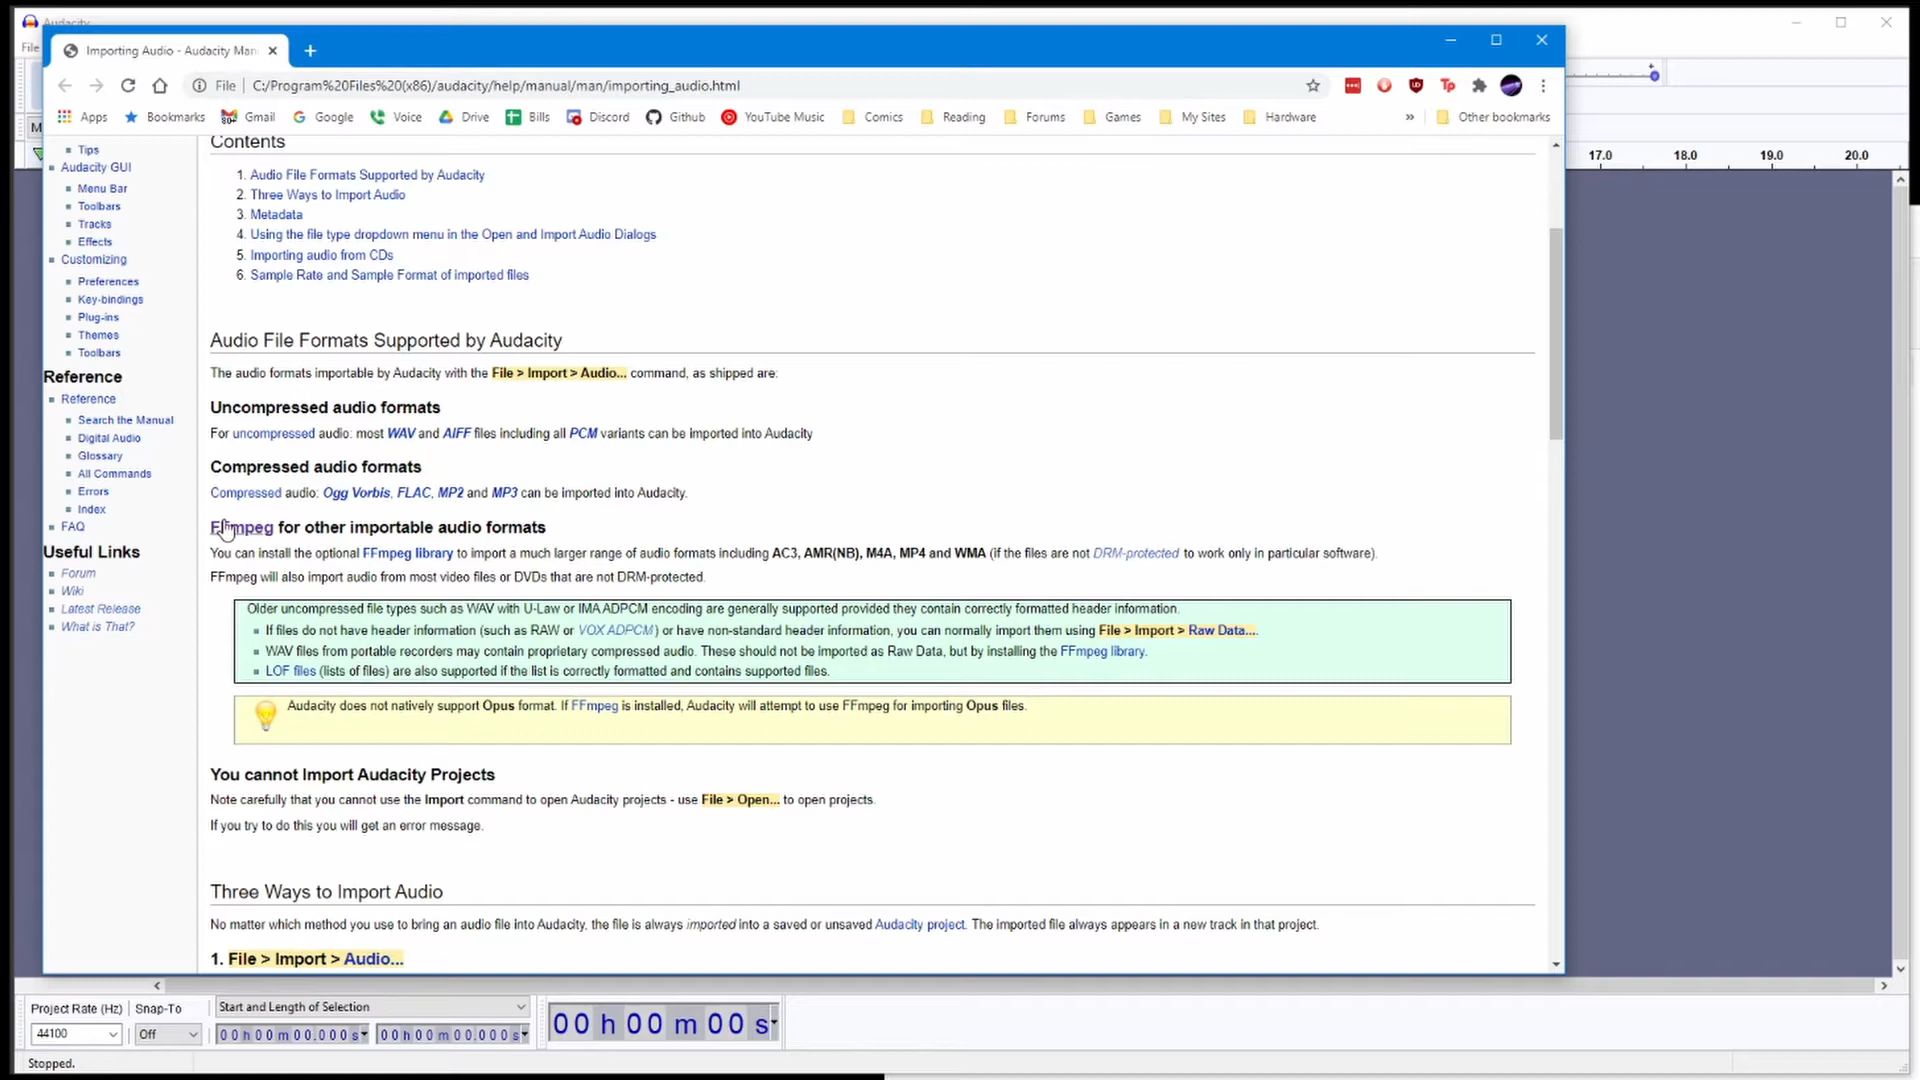 Audacity
File
Importing Audio - Audacity Man
File C:/Program%20Files%20(x86)/audacity/help/manual/man/importing_audio.html
Apps Bookmarks Gmail Google Voice Drive Bills Discord Github YouTube Music Comics Reading Forums Games My Sites Hardware » Other bookmarks
M
17.0 18.0 19.0 20.0
Tips
Audacity GUI
Menu Bar
Toolbars
Tracks
Effects
Customizing
Preferences
Key-bindings
Plug-ins
Themes
Toolbars
Reference
Reference
Search the Manual
Digital Audio
Glossary
All Commands
Errors
Index
FAQ
Useful Links
Forum
Wiki
Latest Release
What is That?
Contents
1. Audio File Formats Supported by Audacity
2. Three Ways to Import Audio
3. Metadata
4. Using the file type dropdown menu in the Open and Import Audio Dialogs
5. Importing audio from CDs
6. Sample Rate and Sample Format of imported files
Audio File Formats Supported by Audacity
The audio formats importable by Audacity with the File > Import > Audio... command, as shipped are:
Uncompressed audio formats
For uncompressed audio: most WAV and AIFF files including all PCM variants can be imported into Audacity
Compressed audio formats
Compressed audio: Ogg Vorbis, FLAC, MP2 and MP3 can be imported into Audacity.
FFmpeg for other importable audio formats
You can install the optional FFmpeg library to import a much larger range of audio formats including AC3, AMR(NB), M4A, MP4 and WMA (if the files are not DRM-protected to work only in particular software).
FFmpeg will also import audio from most video files or DVDs that are not DRM-protected.
Older uncompressed file types such as WAV with U-Law or IMA ADPCM encoding are generally supported provided they contain correctly formatted header information.
If files do not have header information (such as RAW or VOX ADPCM) or have non-standard header information, you can normally import them using File > Import > Raw Data....
WAV files from portable recorders may contain proprietary compressed audio. These should not be imported as Raw Data, but by installing the FFmpeg library.
LOF files (lists of files) are also supported if the list is correctly formatted and contains supported files.
Audacity does not natively support Opus format. If FFmpeg is installed, Audacity will attempt to use FFmpeg for importing Opus files.
You cannot Import Audacity Projects
Note carefully that you cannot use the Import command to open Audacity projects - use File > Open... to open projects.
If you try to do this you will get an error message.
Three Ways to Import Audio
No matter which method you use to bring an audio file into Audacity, the file is always imported into a saved or unsaved Audacity project. The imported file always appears in a new track in that project.
1. File > Import > Audio...
Project Rate (Hz) Snap-To Start and Length of Selection
44100 Off 00 h 00 m 00.000 s 00 h 00 m 00.000 s
00 h 00 m 00 s
Stopped.